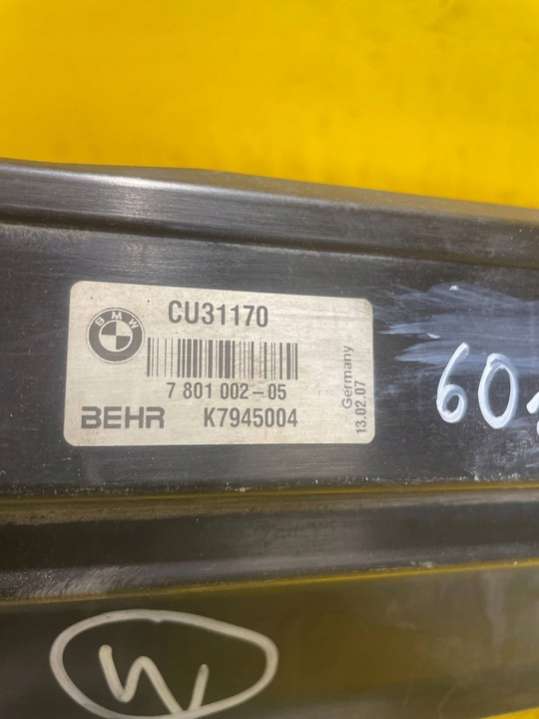 BMW
CU31170
7 801 002-05
BEHR K7945004
Germany
13.02.07
60